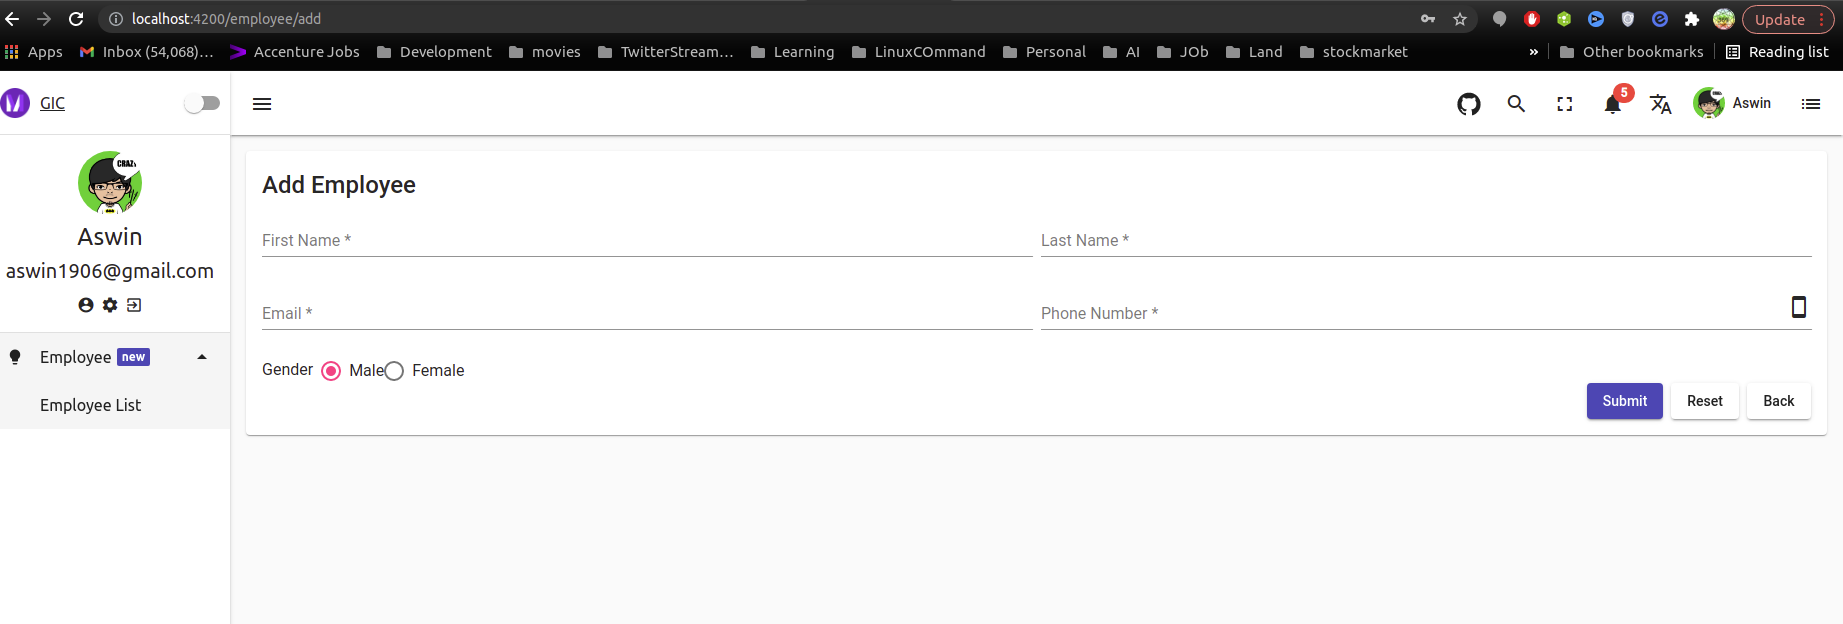 localhost:4200/employee/add
Update
Apps Inbox (54,068)... Accenture Jobs Development movies TwitterStream... Learning LinuxCOmmand Personal AI JOb Land stockmarket » Other bookmarks Reading list
GIC
5
Aswin
CRAZY
Aswin
aswin1906@gmail.com
Employee new
Employee List
Add Employee
First Name * Last Name *
Email * Phone Number *
Gender Male Female
Submit Reset Back